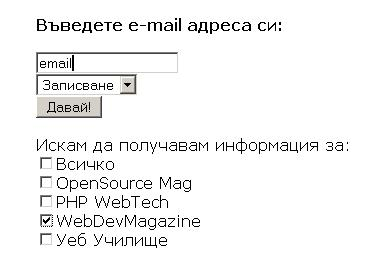 Въведете e-mail адреса си:
email
Записване
Давай!
Искам да получавам информация за:
Всичко
OpenSource Mag
PHP WebTech
WebDevMagazine
Уеб Училище